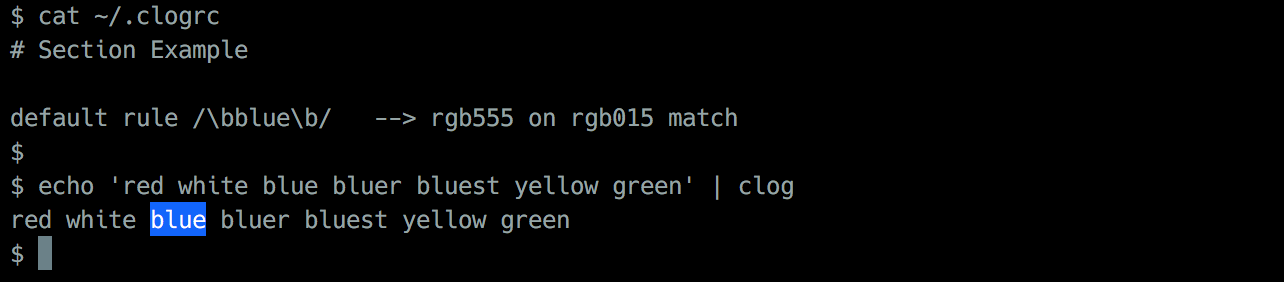 $ cat ~/.clogrc
# Section Example
default rule /\bblue\b/   --> rgb555 on rgb015 match
$
$ echo 'red white blue bluer bluest yellow green' | clog
red white blue bluer bluest yellow green
$